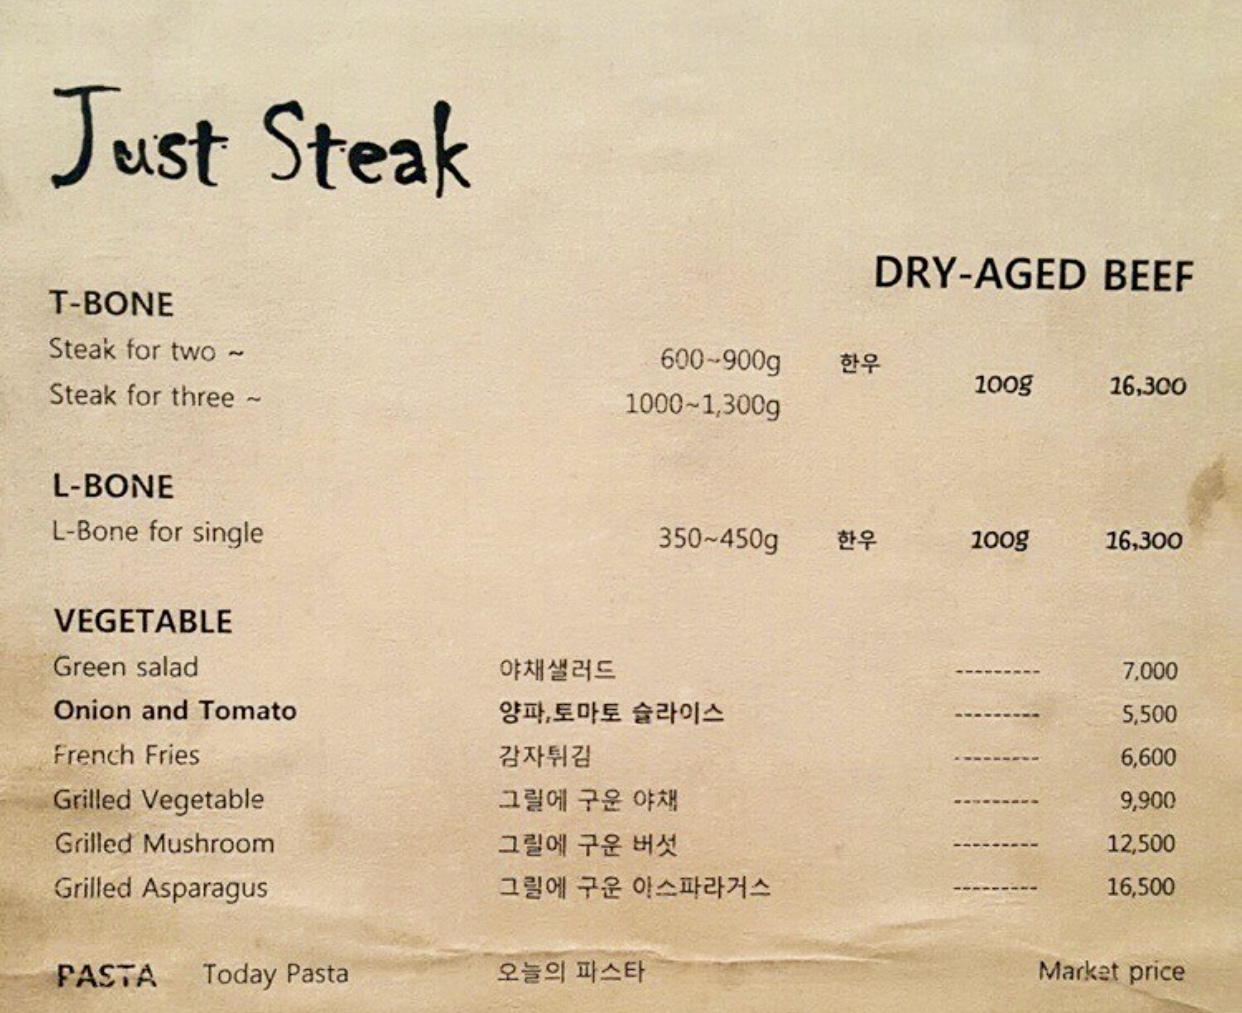 Just Steak
DRY-AGED BEEF
T-BONE
Steak for two ~ 600~900g 한우
100g 16,300
Steak for three ~ 1000~1,300g
L-BONE
L-Bone for single 350~450g 한우 100g 16,300
VEGETABLE
Green salad 야채샐러드 --------- 7,000
Onion and Tomato 양파,토마토 슬라이스 --------- 5,500
French Fries 감자튀김 --------- 6,600
Grilled Vegetable 그릴에 구운 야채 --------- 9,900
Grilled Mushroom 그릴에 구운 버섯 --------- 12,500
Grilled Asparagus 그릴에 구운 아스파라거스 --------- 16,500
PASTA Today Pasta 오늘의 파스타 Market price